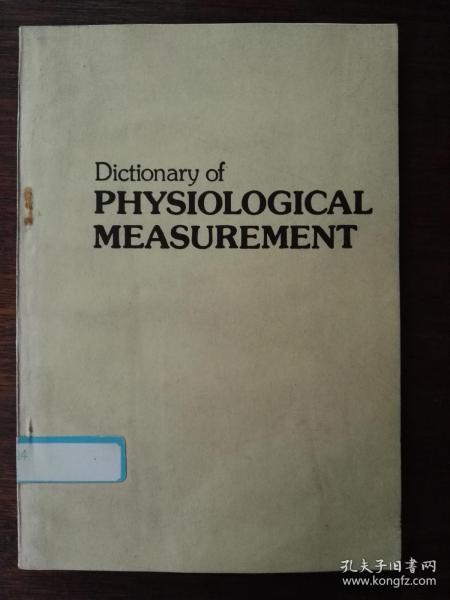 Dictionary of
PHYSIOLOGICAL
MEASUREMENT
孔夫子旧书网
www.kongfz.com